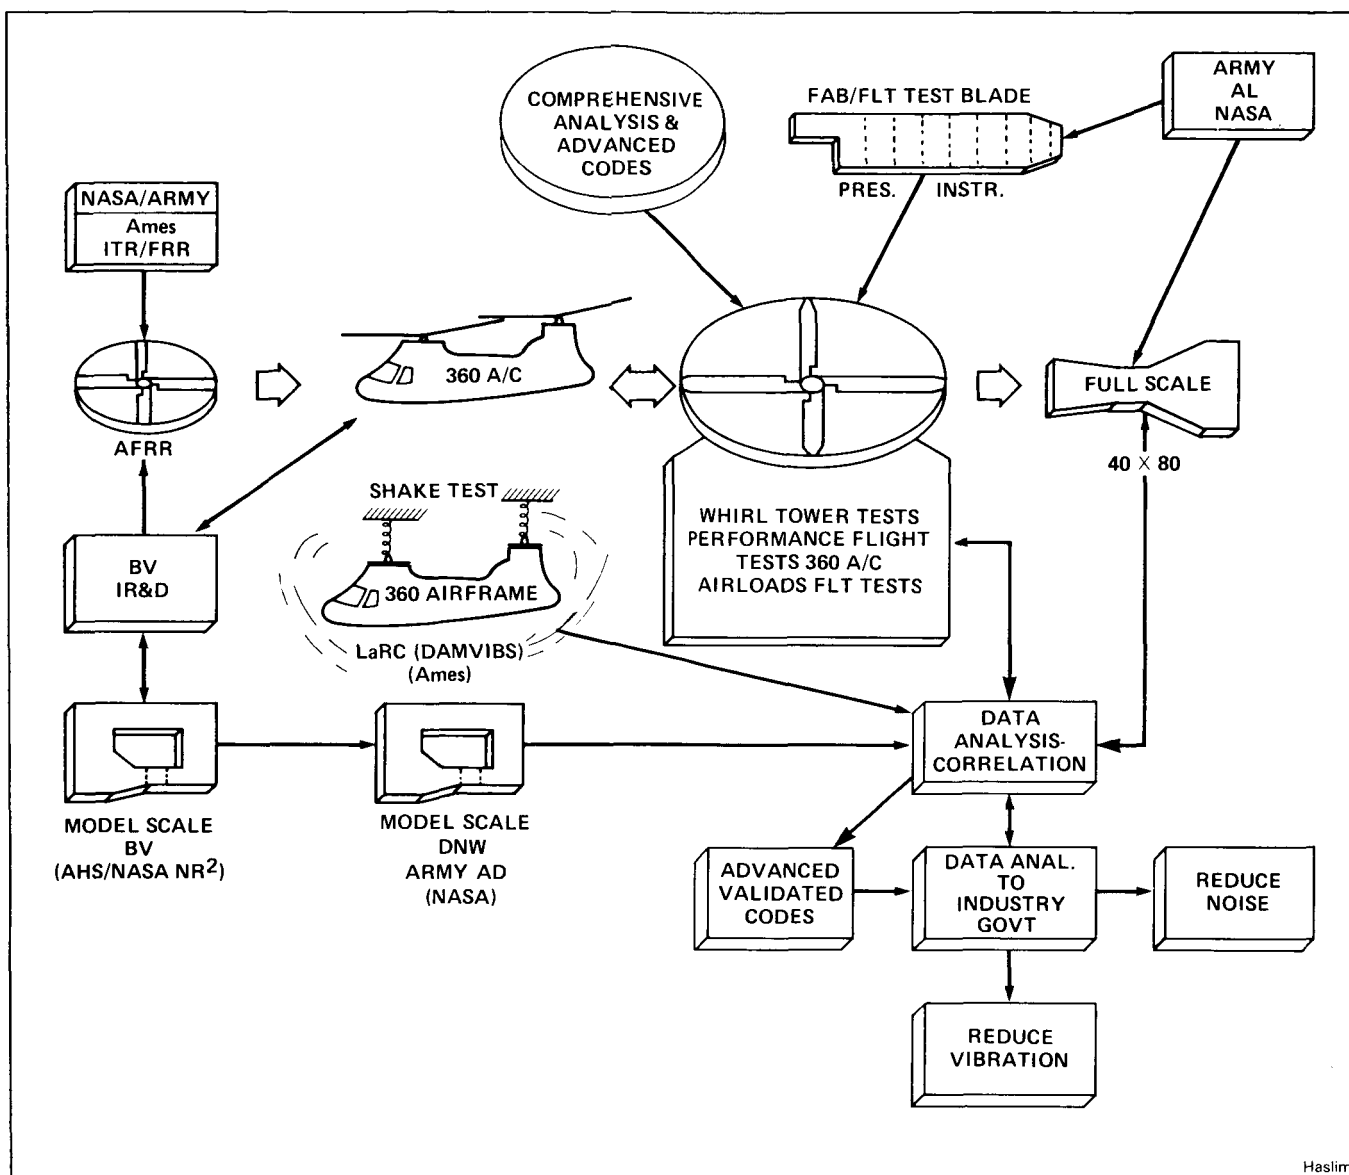 COMPREHENSIVE
ANALYSIS &
ADVANCED
CODES
FAB/FLT TEST BLADE
PRES. INSTR.
ARMY
AL
NASA
NASA/ARMY
Ames
ITR/FRR
AFRR
360 A/C
FULL SCALE
40 × 80
BV
IR&D
SHAKE TEST
360 AIRFRAME
LaRC (DAMVIBS)
(Ames)
WHIRL TOWER TESTS
PERFORMANCE FLIGHT
TESTS 360 A/C
AIRLOADS FLT TESTS
MODEL SCALE
BV
(AHS/NASA NR²)
MODEL SCALE
DNW
ARMY AD
(NASA)
DATA
ANALYSIS-
CORRELATION
ADVANCED
VALIDATED
CODES
DATA ANAL.
TO
INDUSTRY
GOVT
REDUCE
NOISE
REDUCE
VIBRATION
Haslim